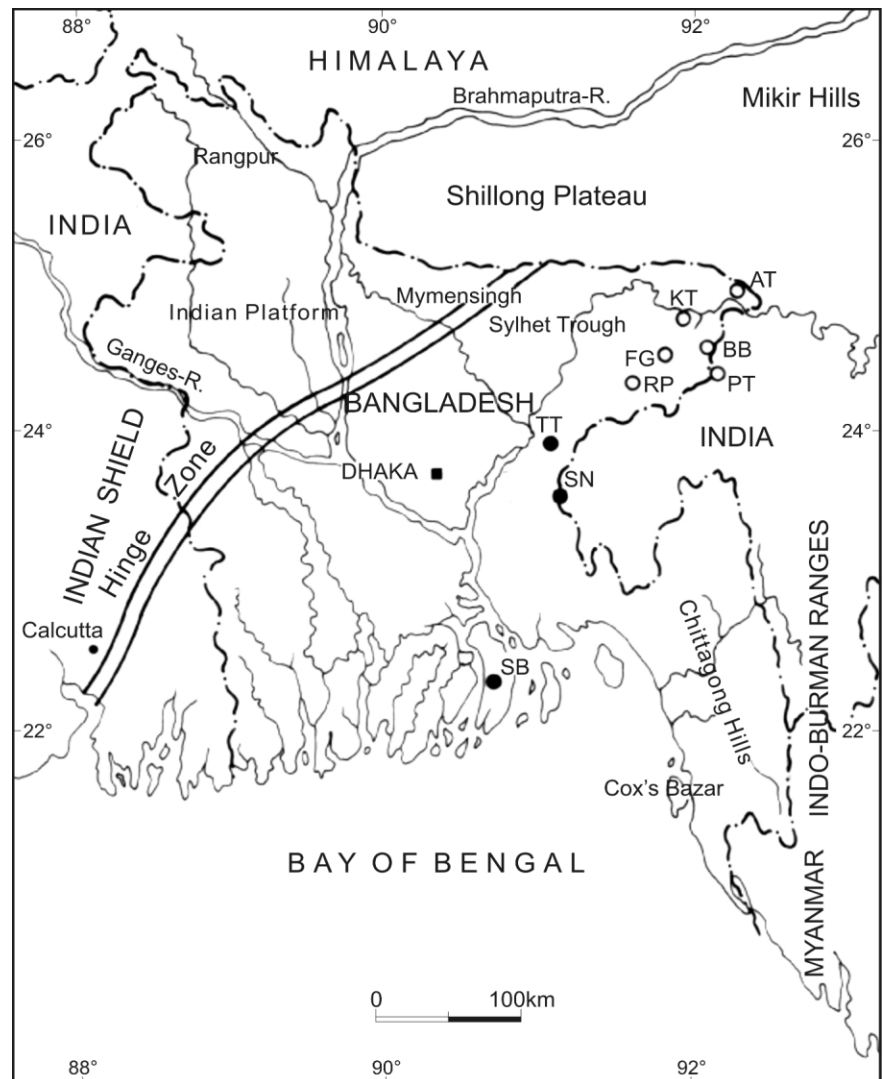 88°
90°
92°
HIMALAYA
Brahmaputra-R.
Mikir Hills
26°
26°
Rangpur
Shillong Plateau
INDIA
AT
KT
Mymensingh
Indian Platform
Sylhet Trough
BB
FG
Ganges-R.
PT
RP
BANGLADESH
TT
24°
24°
INDIA
INDIAN SHIELD
Hinge Zone
DHAKA
SN
Calcutta
SB
Chittagong Hills
INDO-BURMAN RANGES
22°
22°
Cox's Bazar
BAY OF BENGAL
MYANMAR
0
100km
88°
90°
92°